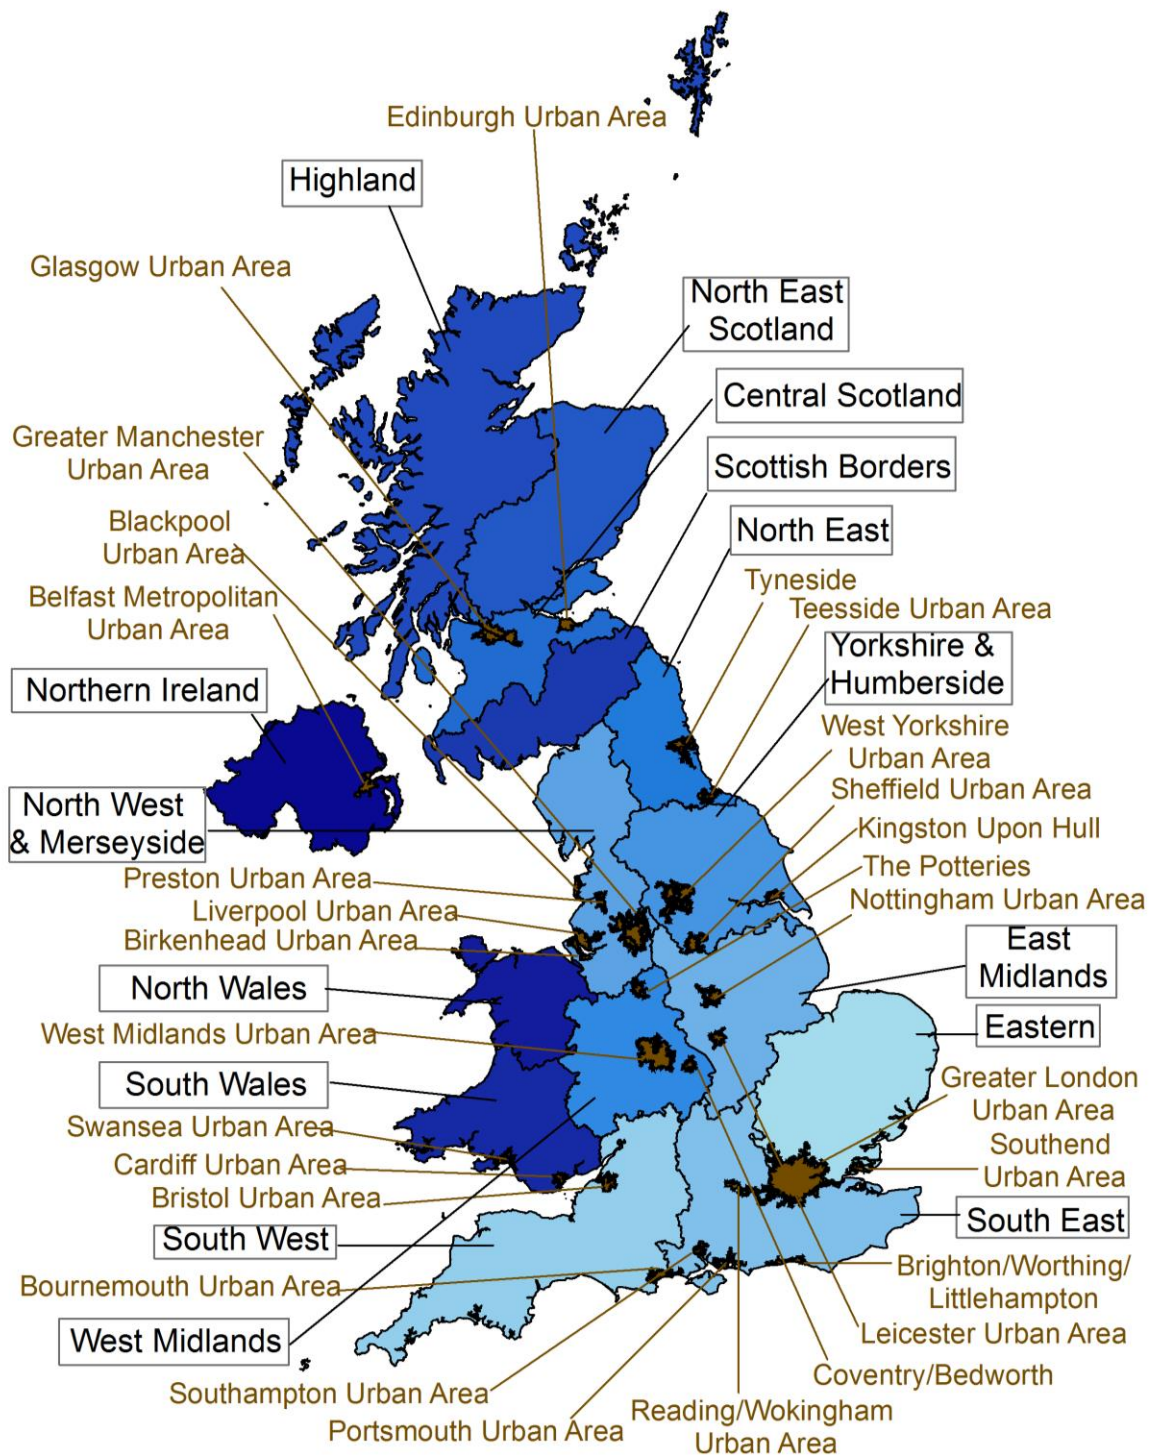 Edinburgh Urban Area
Highland
Glasgow Urban Area
North East
Scotland
Central Scotland
Greater Manchester
Urban Area
Scottish Borders
Blackpool
Urban Area
North East
Belfast Metropolitan
Urban Area
Tyneside
Teesside Urban Area
Yorkshire &
Humberside
Northern Ireland
West Yorkshire
Urban Area
Sheffield Urban Area
North West
& Merseyside
Kingston Upon Hull
The Potteries
Preston Urban Area
Nottingham Urban Area
Liverpool Urban Area
Birkenhead Urban Area
East
Midlands
North Wales
West Midlands Urban Area
Eastern
South Wales
Greater London
Urban Area
Swansea Urban Area
Southend
Urban Area
Cardiff Urban Area
Bristol Urban Area
South East
South West
Bournemouth Urban Area
Brighton/Worthing/
Littlehampton
West Midlands
Leicester Urban Area
Coventry/Bedworth
Southampton Urban Area
Portsmouth Urban Area
Reading/Wokingham
Urban Area